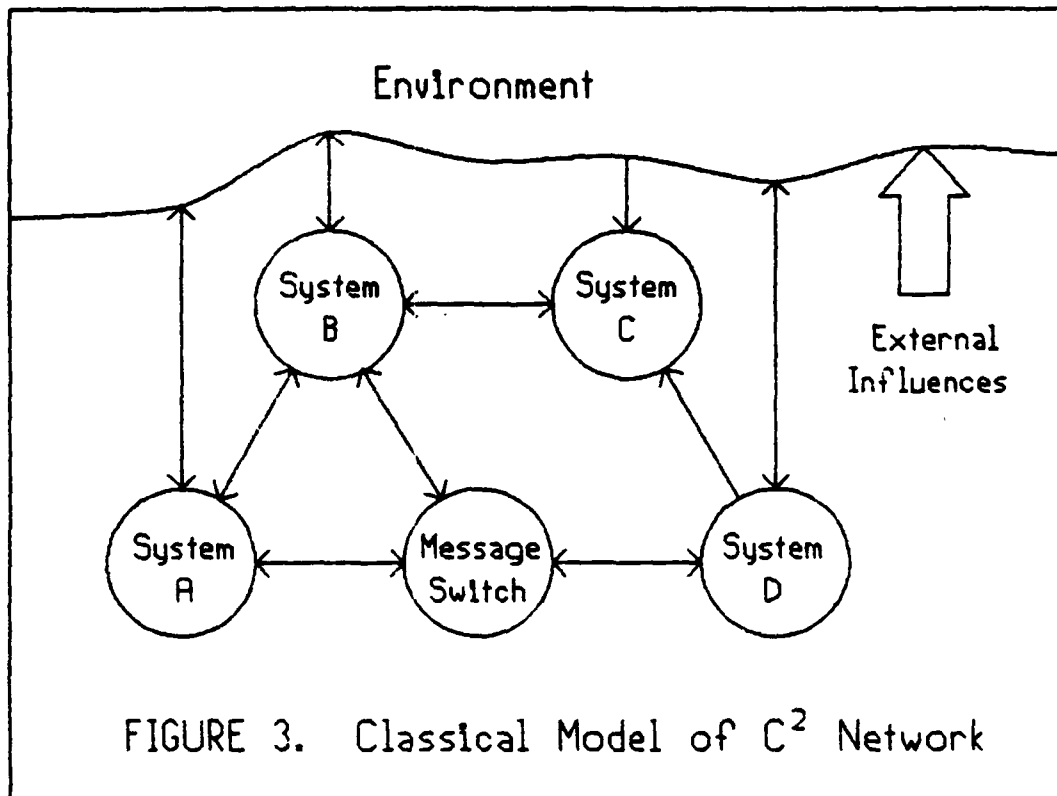 Environment
System
B
System
C
External
Influences
System
A
Message
Switch
System
D
FIGURE 3. Classical Model of C² Network